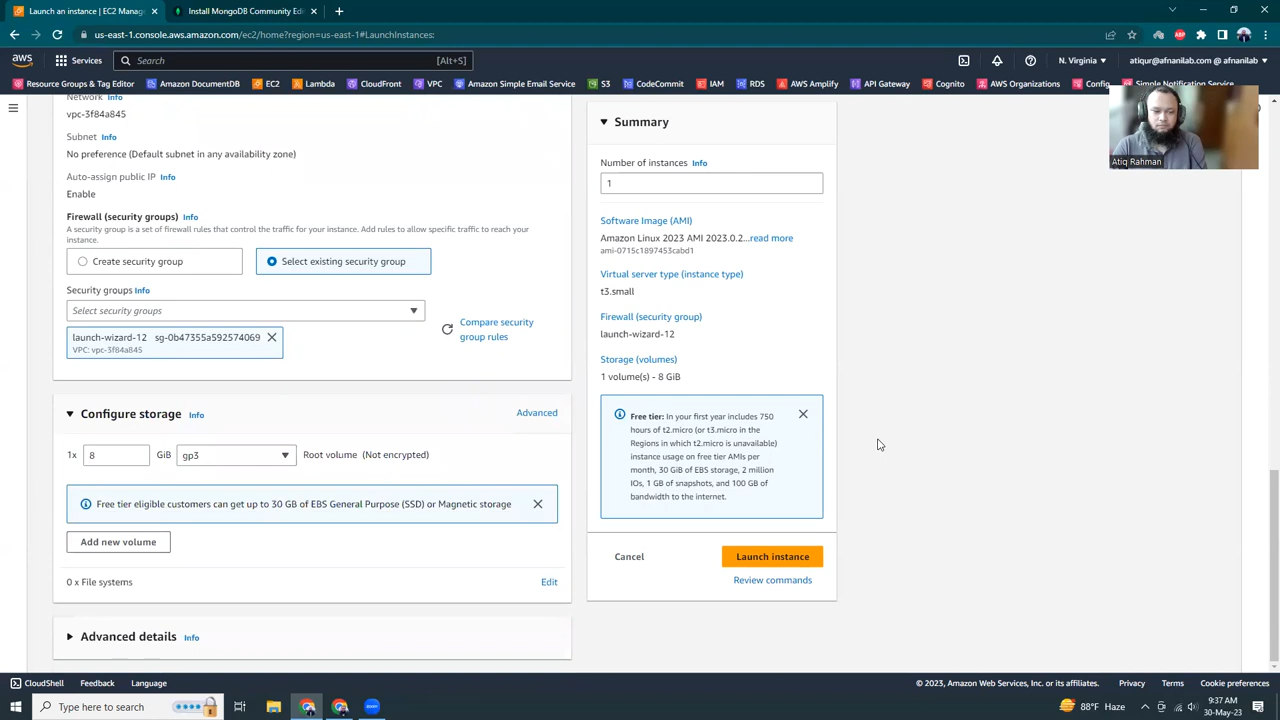 Launch an instance | EC2 Manag
Install MongoDB Community Edi
us-east-1.console.aws.amazon.com/ec2/home?region=us-east-1#LaunchInstances:
aws
Services
Search
[Alt+S]
N. Virginia
atiqur@afnanilab @ afnanilab
Resource Groups & Tag Editor
Amazon DocumentDB
EC2
Lambda
CloudFront
Amazon Simple Email Service
S3
CodeCommit
IAM
RDS
AWS Amplify
API Gateway
Cognito
AWS Organizations
Config
Atiq Rahman
Network Info
vpc-3f84a845
Subnet Info
No preference (Default subnet in any availability zone)
Auto-assign public IP Info
Enable
Firewall (security groups) Info
A security group is a set of firewall rules that control the traffic for your instance. Add rules to allow specific traffic to reach your
instance.
Create security group
Select existing security group
Security groups Info
Select security groups
launch-wizard-12 sg-0b47355a592574069
VPC: vpc-3f84a845
Compare security
group rules
Configure storage Info
Advanced
1x
8
GiB
gp3
Root volume (Not encrypted)
Free tier eligible customers can get up to 30 GB of EBS General Purpose (SSD) or Magnetic storage
Add new volume
0 x File systems
Edit
Advanced details Info
Summary
Number of instances Info
1
Software Image (AMI)
Amazon Linux 2023 AMI 2023.0.2...read more
ami-0715c1897453cabd1
Virtual server type (instance type)
t3.small
Firewall (security group)
launch-wizard-12
Storage (volumes)
1 volume(s) - 8 GiB
Free tier: In your first year includes 750
hours of t2.micro (or t3.micro in the
Regions in which t2.micro is unavailable)
instance usage on free tier AMIs per
month, 30 GiB of EBS storage, 2 million
IOs, 1 GB of snapshots, and 100 GB of
bandwidth to the internet.
Cancel
Launch instance
Review commands
CloudShell
Feedback
Language
© 2023, Amazon Web Services, Inc. or its affiliates.
Privacy
Terms
Cookie preferences
Type here to search
88°F Haze
9:37 AM
30-May-23